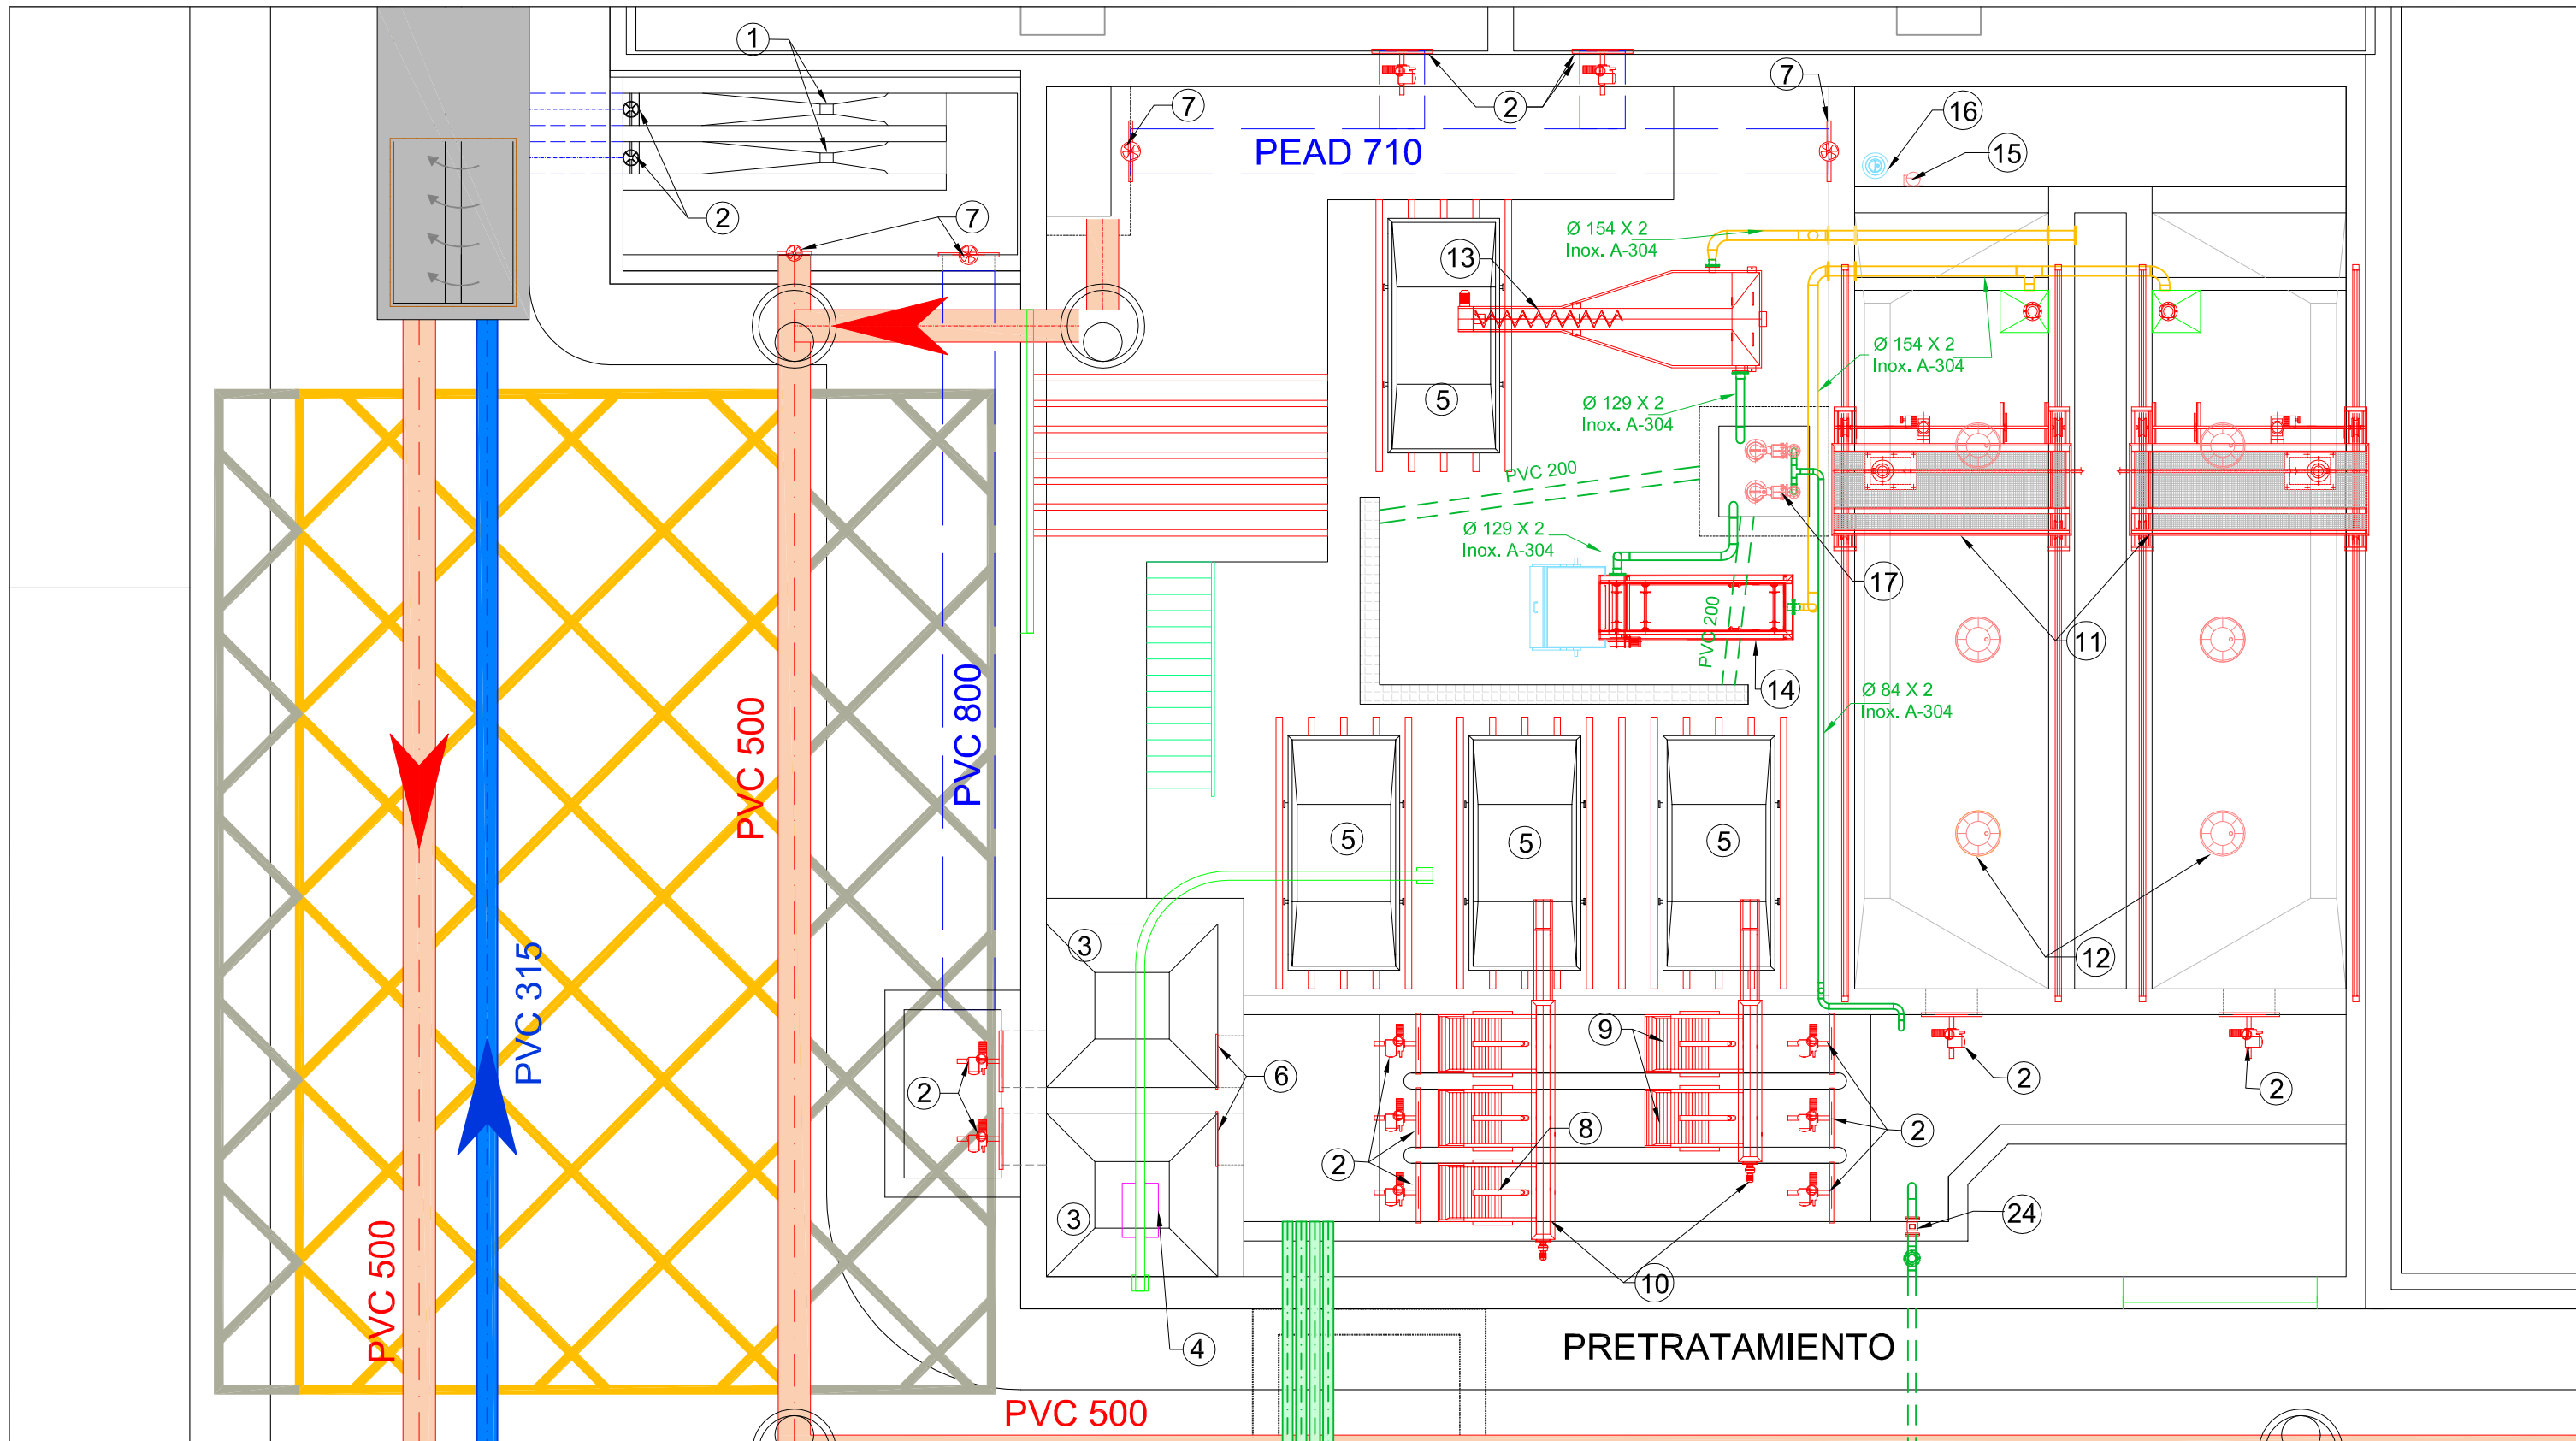 1
2
7
16
15
7
PEAD 710
2
7
Ø 154 X 2
Inox. A-304
13
Ø 154 X 2
Inox. A-304
5
Ø 129 X 2
Inox. A-304
PVC 200
Ø 129 X 2
Inox. A-304
17
PVC 200
11
14
Ø 84 X 2
Inox. A-304
PVC 500
PVC 800
5
5
5
3
12
PVC 315
9
6
2
2
2
8
2
2
2
3
24
10
PVC 500
4
PRETRATAMIENTO
PVC 500